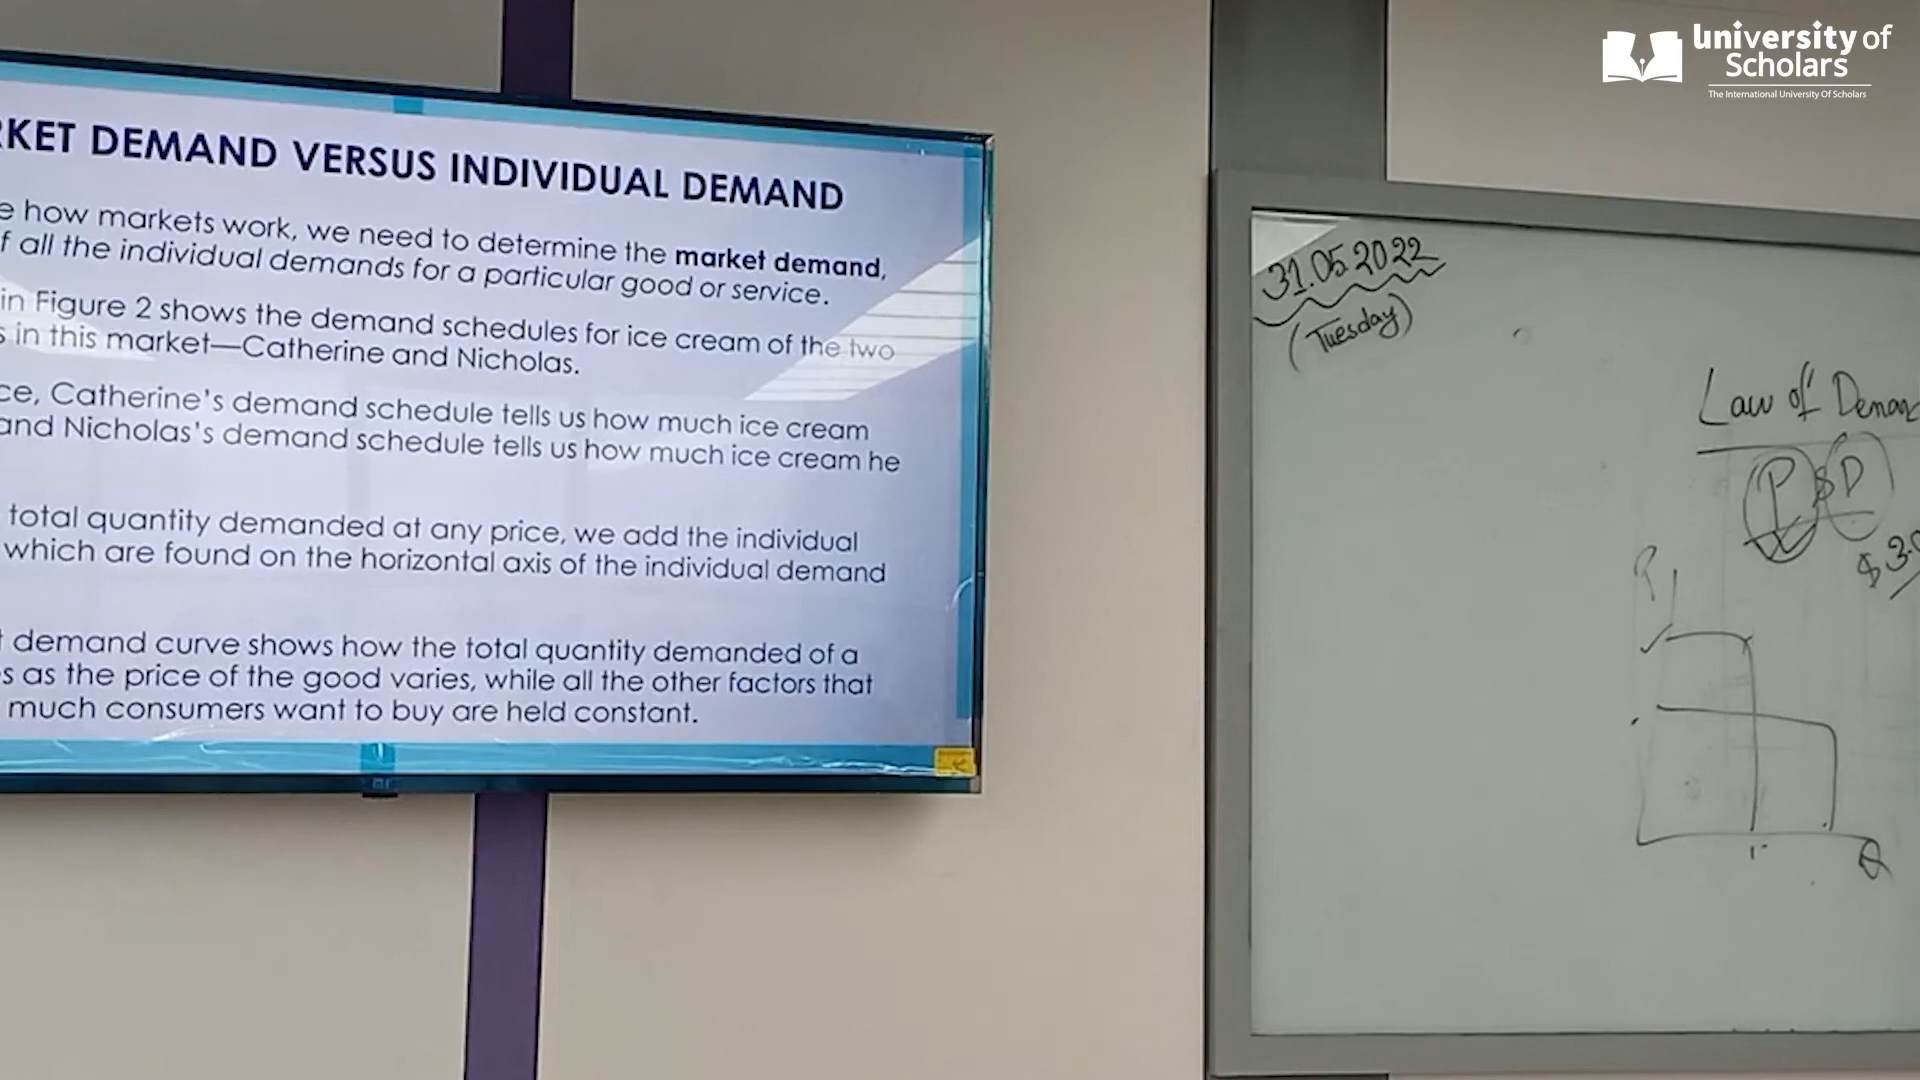 RKET DEMAND VERSUS INDIVIDUAL DEMAND
e how markets work, we need to determine the market demand,
f all the individual demands for a particular good or service.
in Figure 2 shows the demand schedules for ice cream of the two
s in this market—Catherine and Nicholas.
ce, Catherine's demand schedule tells us how much ice cream
and Nicholas's demand schedule tells us how much ice cream he
total quantity demanded at any price, we add the individual
which are found on the horizontal axis of the individual demand
t demand curve shows how the total quantity demanded of a
s as the price of the good varies, while all the other factors that
much consumers want to buy are held constant.
mi
university of
Scholars
The International University Of Scholars
31.05.2022
(Tuesday)
Law of Deman
P D
$3.
P
Q